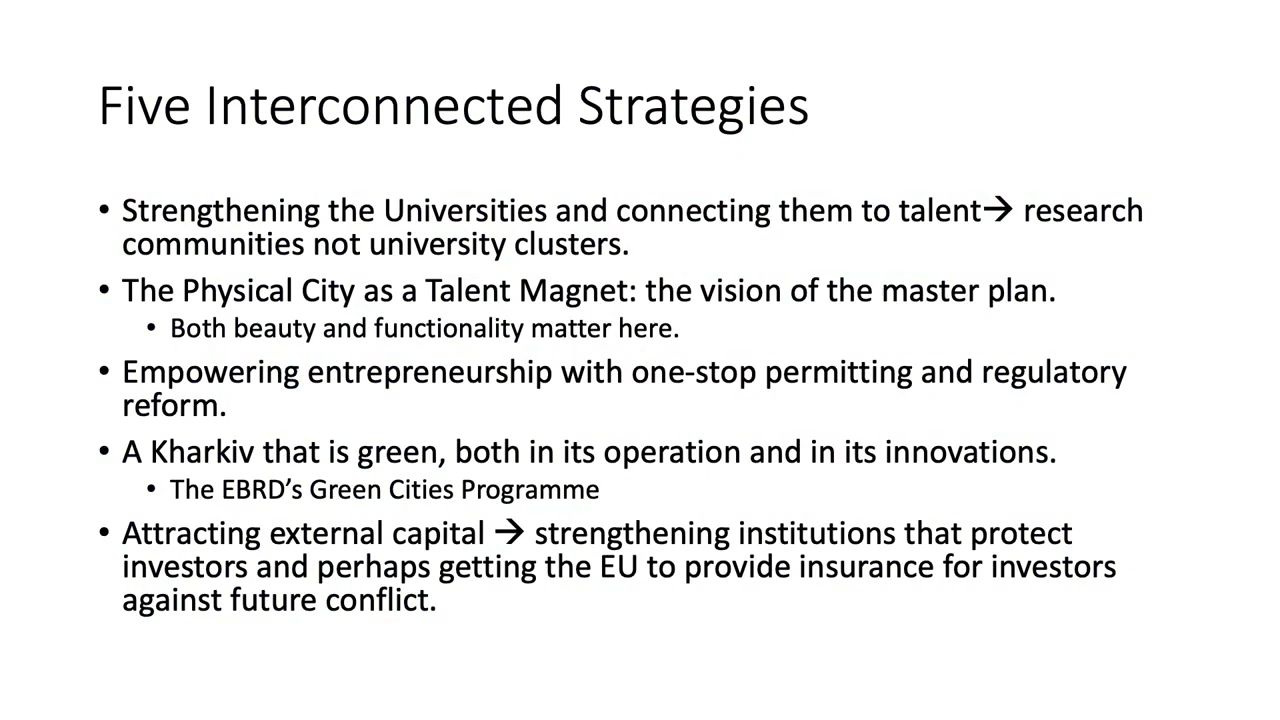 Five Interconnected Strategies
• Strengthening the Universities and connecting them to talent→ research
communities not university clusters.
• The Physical City as a Talent Magnet: the vision of the master plan.
• Both beauty and functionality matter here.
• Empowering entrepreneurship with one-stop permitting and regulatory
reform.
• A Kharkiv that is green, both in its operation and in its innovations.
• The EBRD’s Green Cities Programme
• Attracting external capital → strengthening institutions that protect
investors and perhaps getting the EU to provide insurance for investors
against future conflict.